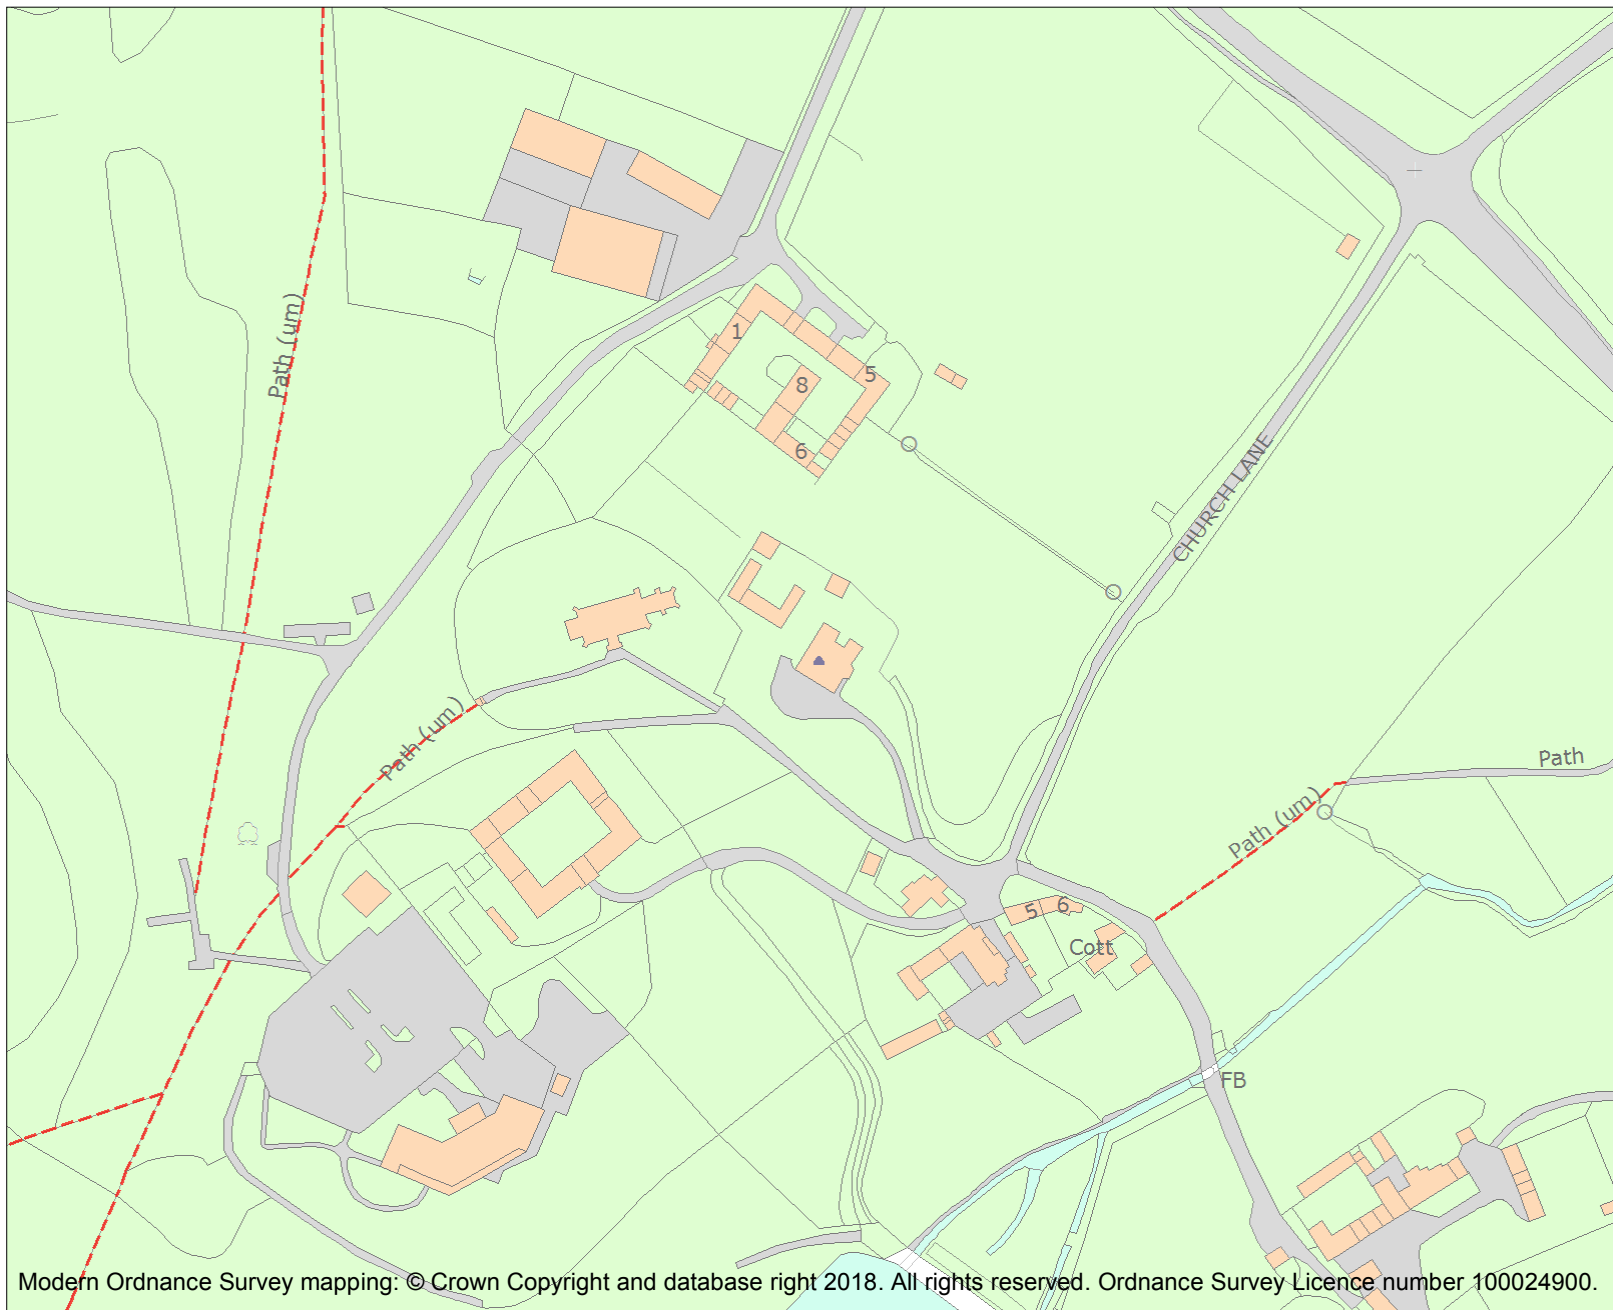 Path (um)
1
5
8
6
CHURCH LANE
Path (um)
Path
Path (um)
5
6
Cott
FB
Modern Ordnance Survey mapping: © Crown Copyright and database right 2018. All rights reserved. Ordnance Survey Licence number 100024900.